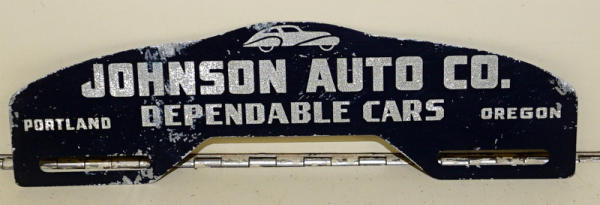 JOHNSON AUTO CO.
DEPENDABLE CARS
PORTLAND OREGON